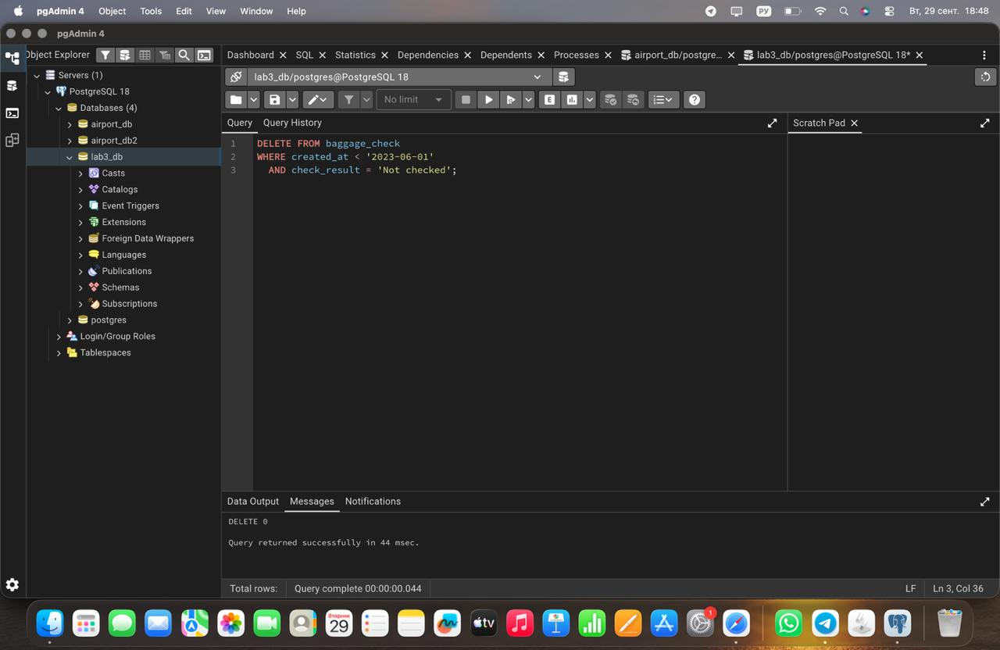 pgAdmin 4 Object Tools Edit View Window Help РУ Вт, 29 сент. 18:48
pgAdmin 4
Object Explorer
Dashboard SQL Statistics Dependencies Dependents Processes airport_db/postgre... lab3_db/postgres@PostgreSQL 18*
Servers (1)
PostgreSQL 18
Databases (4)
airport_db
airport_db2
lab3_db
Casts
Catalogs
Event Triggers
Extensions
Foreign Data Wrappers
Languages
Publications
Schemas
Subscriptions
postgres
Login/Group Roles
Tablespaces
lab3_db/postgres@PostgreSQL 18
No limit E
Query Query History
Scratch Pad
1 DELETE FROM baggage_check
2 WHERE created_at < '2023-06-01'
3 AND check_result = 'Not checked';
Data Output Messages Notifications
DELETE 0
Query returned successfully in 44 msec.
Total rows: Query complete 00:00:00.044 LF Ln 3, Col 36
Вторник
29
tv
1